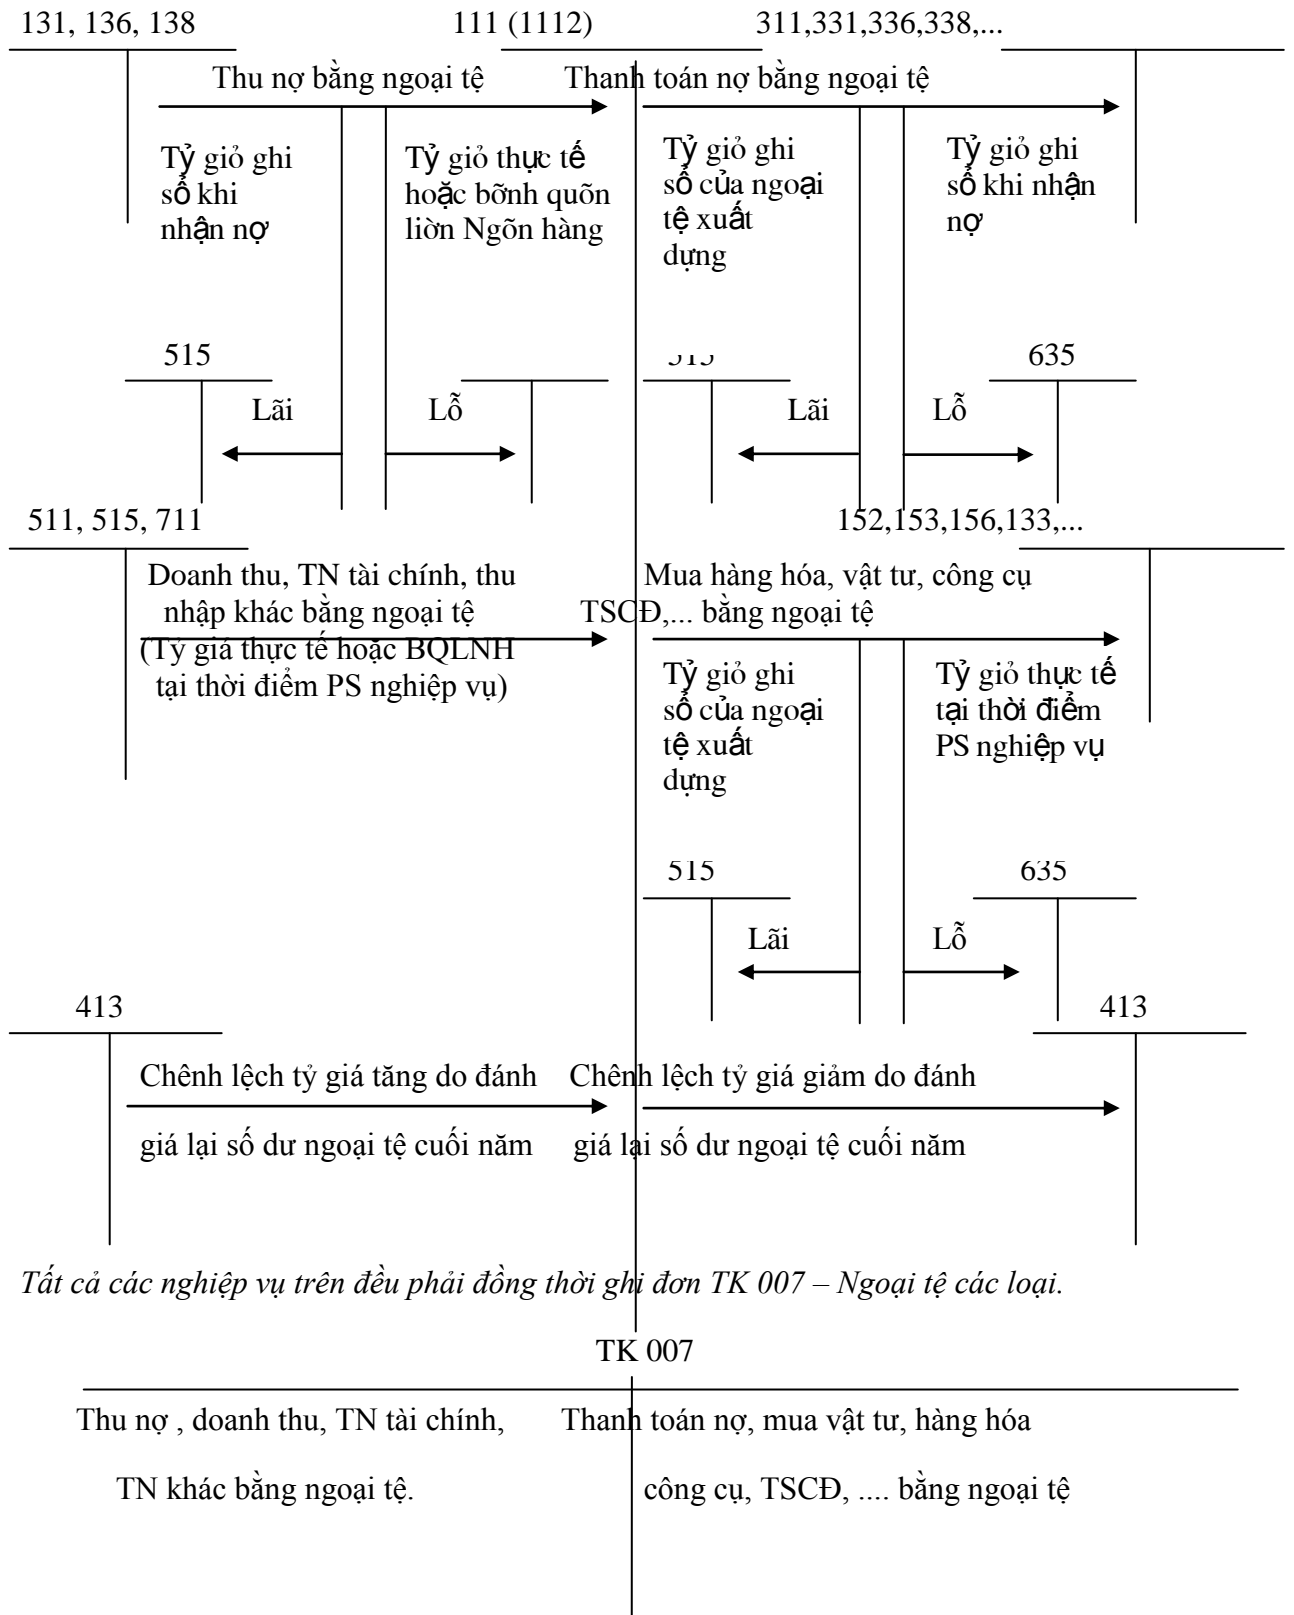 131, 136, 138
111 (1112)
311,331,336,338,...
Thu nợ bằng ngoại tệ
Thanh toán nợ bằng ngoại tệ
Tỷ giỏ ghi
sổ khi
nhận nợ
Tỷ giỏ thực tế
hoặc bỡnh quõn
liờn Ngõn hàng
Tỷ giỏ ghi
sổ của ngoại
tệ xuất
dựng
Tỷ giỏ ghi
sổ khi nhận
nợ
515
515
635
Lãi
Lỗ
Lãi
Lỗ
511, 515, 711
152,153,156,133,...
Doanh thu, TN tài chính, thu
nhập khác bằng ngoại tệ
(Tỷ giá thực tế hoặc BQLNH
tại thời điểm PS nghiệp vụ)
Mua hàng hóa, vật tư, công cụ
TSCĐ,... bằng ngoại tệ
Tỷ giỏ ghi
sổ của ngoại
tệ xuất
dựng
Tỷ giỏ thực tế
tại thời điểm
PS nghiệp vụ
515
635
Lãi
Lỗ
413
413
Chênh lệch tỷ giá tăng do đánh
giá lại số dư ngoại tệ cuối năm
Chênh lệch tỷ giá giảm do đánh
giá lại số dư ngoại tệ cuối năm
Tất cả các nghiệp vụ trên đều phải đồng thời ghi đơn TK 007 – Ngoại tệ các loại.
TK 007
Thu nợ , doanh thu, TN tài chính,
TN khác bằng ngoại tệ.
Thanh toán nợ, mua vật tư, hàng hóa
công cụ, TSCĐ, .... bằng ngoại tệ